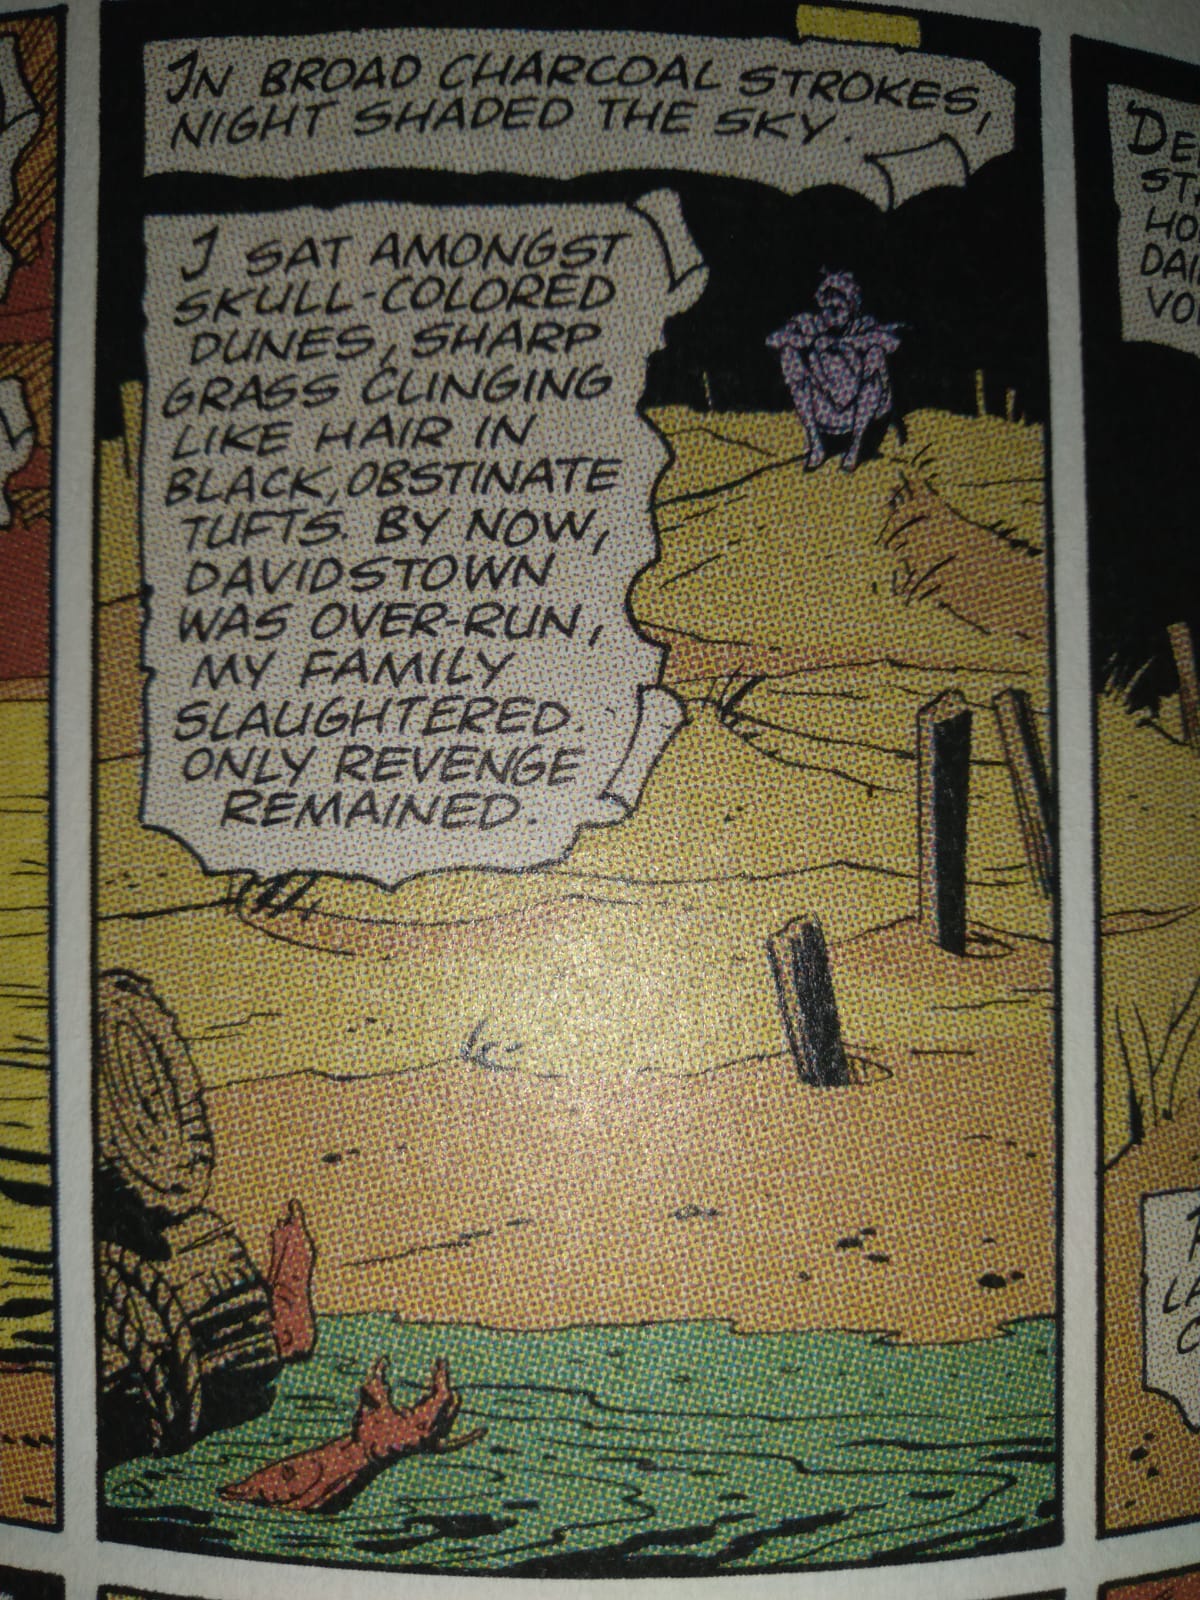 IN BROAD CHARCOAL STROKES,
NIGHT SHADED THE SKY.
I SAT AMONGST
SKULL-COLORED
DUNES, SHARP
GRASS CLINGING
LIKE HAIR IN
BLACK, OBSTINATE
TUFTS. BY NOW,
DAVIDSTOWN
WAS OVER-RUN,
MY FAMILY
SLAUGHTERED.
ONLY REVENGE
REMAINED.